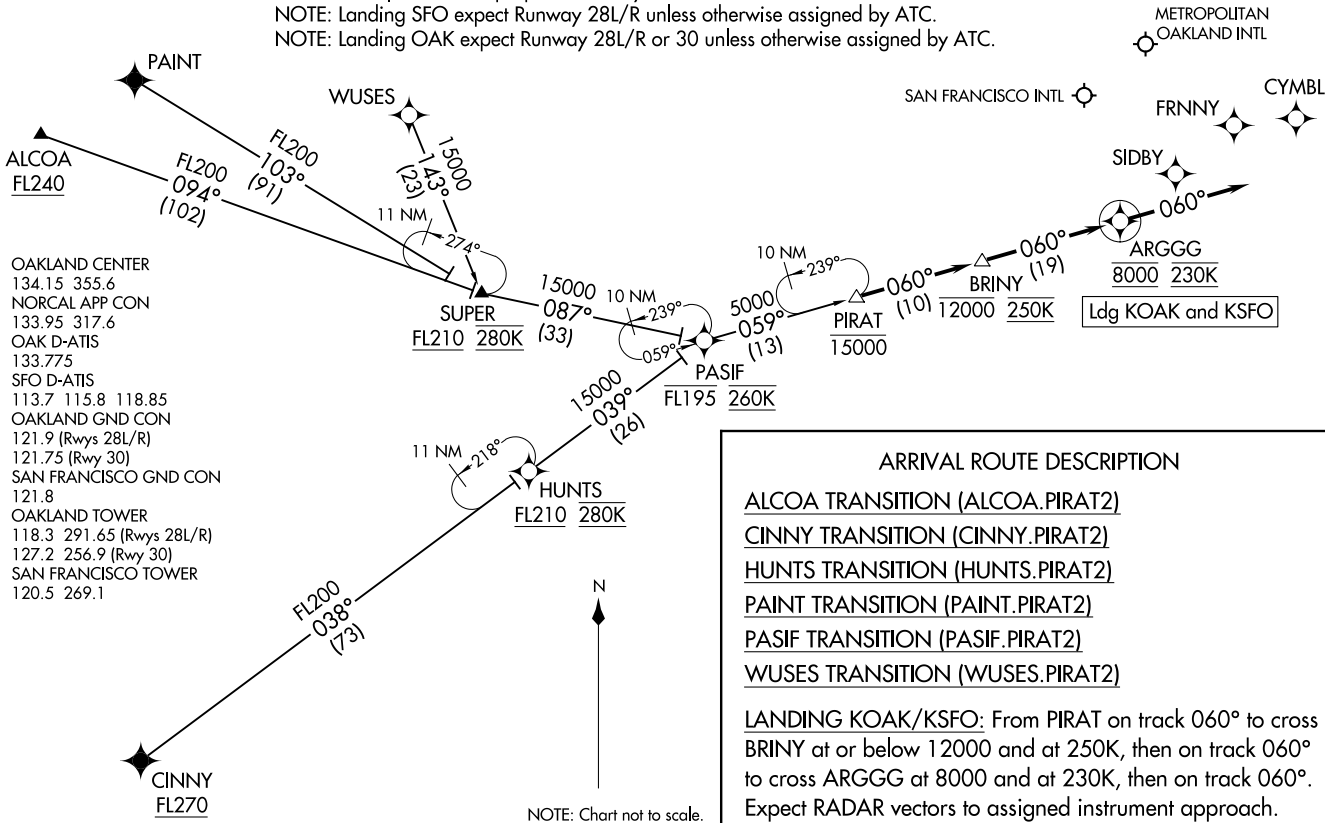 NOTE: Landing SFO expect Runway 28L/R unless otherwise assigned by ATC.
NOTE: Landing OAK expect Runway 28L/R or 30 unless otherwise assigned by ATC.
METROPOLITAN
OAKLAND INTL
SAN FRANCISCO INTL
CYMBL
FRNNY
SIDBY
PAINT
WUSES
ALCOA
FL240
FL200
103°
(91)
FL200
094°
(102)
15000
143°
(23)
11 NM
274°
SUPER
FL210 280K
15000
087°
(33)
10 NM
239°
059°
PASIF
FL195 260K
5000
059°
(13)
10 NM
239°
PIRAT
15000
060°
(10)
BRINY
12000 250K
060°
(19)
ARGGG
8000 230K
060°
Ldg KOAK and KSFO
15000
039°
(26)
11 NM
218°
HUNTS
FL210 280K
FL200
038°
(73)
CINNY
FL270
OAKLAND CENTER
134.15 355.6
NORCAL APP CON
133.95 317.6
OAK D-ATIS
133.775
SFO D-ATIS
113.7 115.8 118.85
OAKLAND GND CON
121.9 (Rwys 28L/R)
121.75 (Rwy 30)
SAN FRANCISCO GND CON
121.8
OAKLAND TOWER
118.3 291.65 (Rwys 28L/R)
127.2 256.9 (Rwy 30)
SAN FRANCISCO TOWER
120.5 269.1
N
NOTE: Chart not to scale.
ARRIVAL ROUTE DESCRIPTION
ALCOA TRANSITION (ALCOA.PIRAT2)
CINNY TRANSITION (CINNY.PIRAT2)
HUNTS TRANSITION (HUNTS.PIRAT2)
PAINT TRANSITION (PAINT.PIRAT2)
PASIF TRANSITION (PASIF.PIRAT2)
WUSES TRANSITION (WUSES.PIRAT2)
LANDING KOAK/KSFO: From PIRAT on track 060° to cross
BRINY at or below 12000 and at 250K, then on track 060°
to cross ARGGG at 8000 and at 230K, then on track 060°.
Expect RADAR vectors to assigned instrument approach.